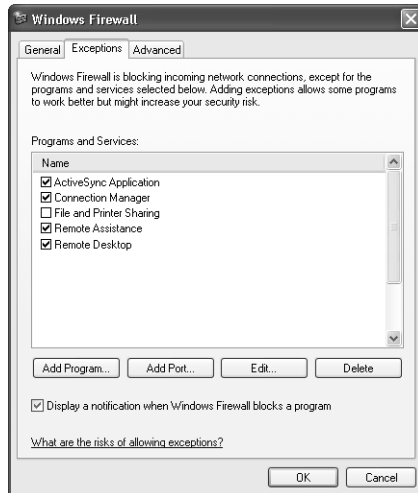 Windows Firewall
General Exceptions Advanced
Windows Firewall is blocking incoming network connections, except for the
programs and services selected below. Adding exceptions allows some programs
to work better but might increase your security risk.
Programs and Services:
Name
ActiveSync Application
Connection Manager
File and Printer Sharing
Remote Assistance
Remote Desktop
Add Program... Add Port... Edit... Delete
Display a notification when Windows Firewall blocks a program
What are the risks of allowing exceptions?
OK Cancel